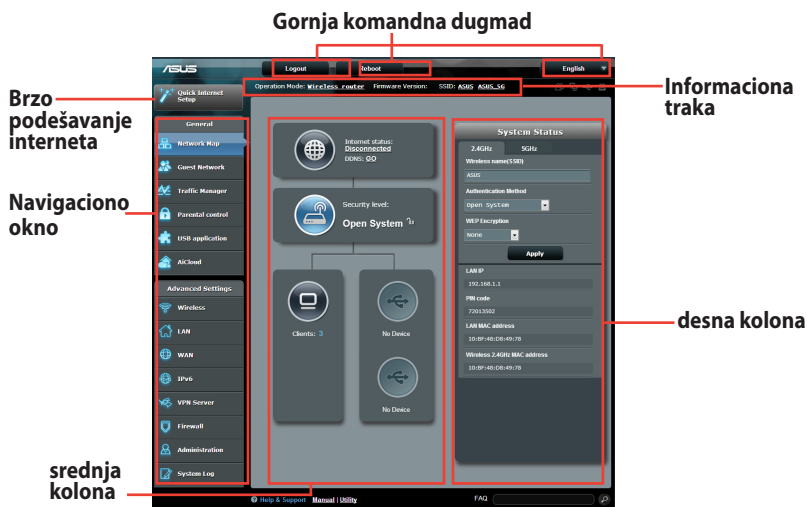 Gornja komandna dugmad
/SUS
Logout
Reboot
English
Quick Internet
Setup
Operation Mode: Wireless router Firmware Version: SSID: ASUS ASUS_5G
Informaciona
traka
Brzo
podešavanje
interneta
General
Network Map
Guest Network
Traffic Manager
Parental control
USB application
AiCloud
Navigaciono
okno
Advanced Settings
Wireless
LAN
WAN
IPv6
VPN Server
Firewall
Administration
System Log
Internet status:
Disconnected
DDNS: GO
Security level:
Open System
Clients: 3
No Device
No Device
System Status
2.4GHz 5GHz
Wireless name(SSID)
ASUS
Authentication Method
Open System
WEP Encryption
None
Apply
LAN IP
192.168.1.1
PIN code
72013502
LAN MAC address
10:BF:48:D8:49:78
Wireless 2.4GHz MAC address
10:BF:48:D8:49:78
desna kolona
srednja
kolona
Help & Support Manual | Utility
FAQ